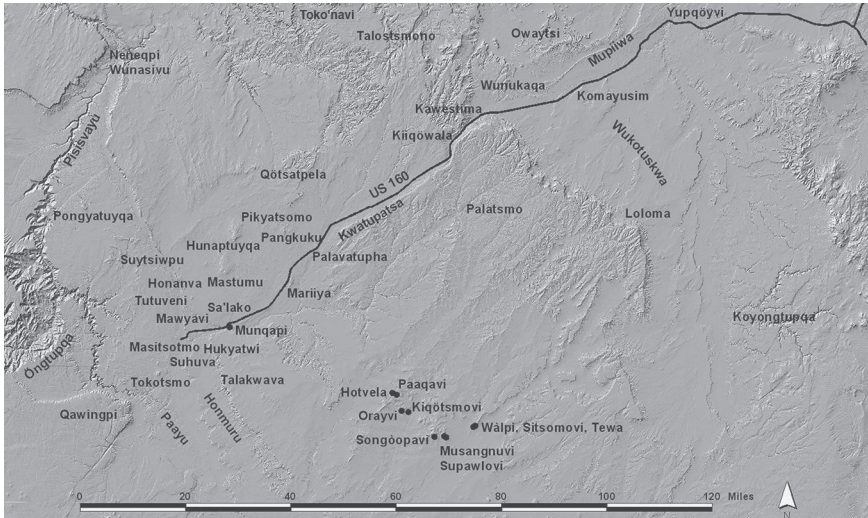 Yupqöyvi
Toko'navi
Talostsmono
Owaytsi
Neneqpi
Wunasivu
Mupiiwa
Wunukaqa
Komayusim
Kawestima
Pisisvayu
Kiiqöwala
Wukotuskwa
Qötsatpela
US 160
Pongyatuyqa
Pikyatsomo
Kwatupatsa
Palatsmo
Loloma
Pangkuku
Hunaptuyqa
Palavatupha
Suytsiwpu
Honanva
Mastumu
Mariiya
Tutuveni
Sa'lako
Mawyavi
Munqapi
Koyongtupqa
Masitsotmo
Hukyatwi
Suhuva
Öngtupqa
Tokotsmo
Talakwava
Paaqavi
Hotvela
Qawingpi
Paayu
Honmuru
Orayvi
Kiqötsmovi
Wàlpi, Sitsomovi, Tewa
Songòopavi
Musangnuvi
Supawlovi
0 20 40 60 80 100 120 Miles
N